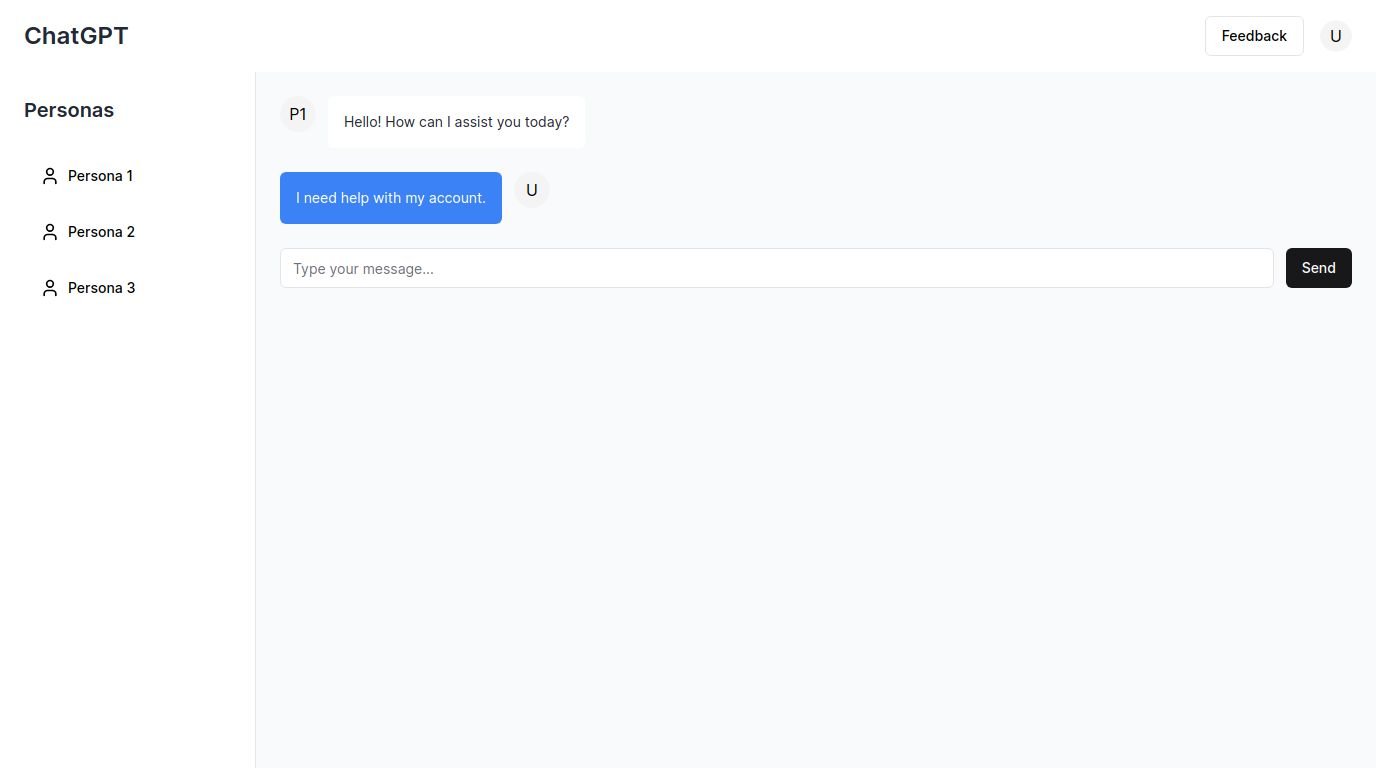 ChatGPT
Feedback
U
Personas
Persona 1
Persona 2
Persona 3
P1
Hello! How can I assist you today?
I need help with my account.
U
Type your message...
Send